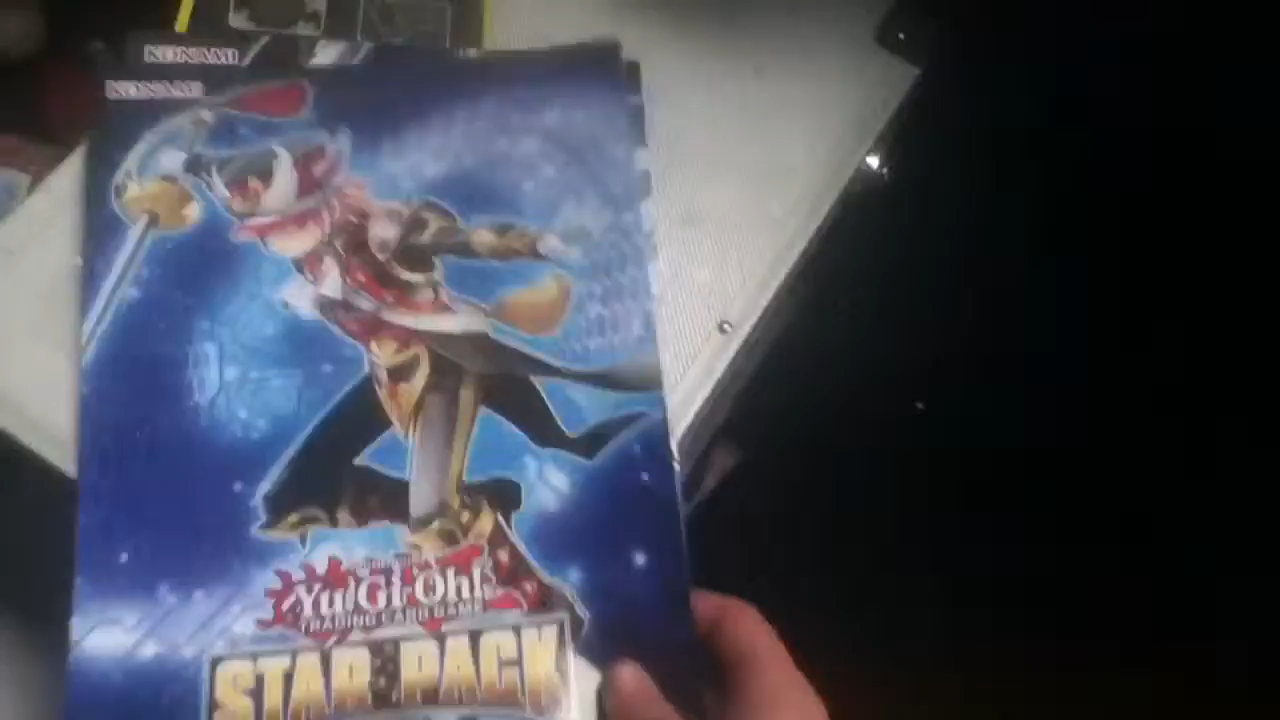 KONAMI
KONAMI
Yu-Gi-Oh!
TRADING CARD GAME
STAR PACK